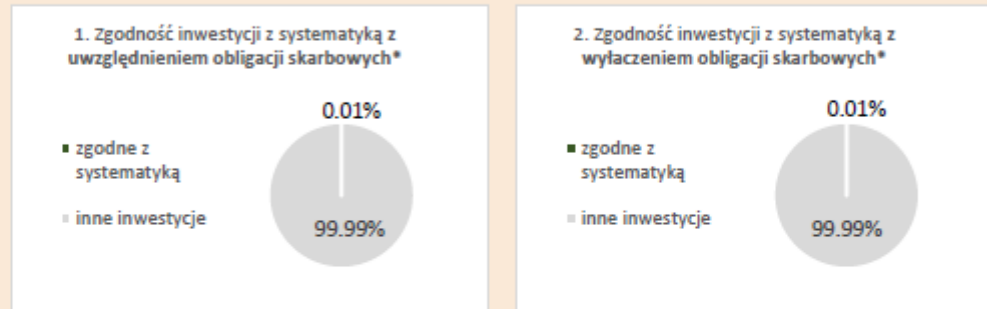 1. Zgodność inwestycji z systematyką z
uwzględnieniem obligacji skarbowych*
0.01%
zgodne z
systematyką
inne inwestycje
99.99%
2. Zgodność inwestycji z systematyką z
wyłaczeniem obligacji skarbowych*
0.01%
zgodne z
systematyką
inne inwestycje
99.99%